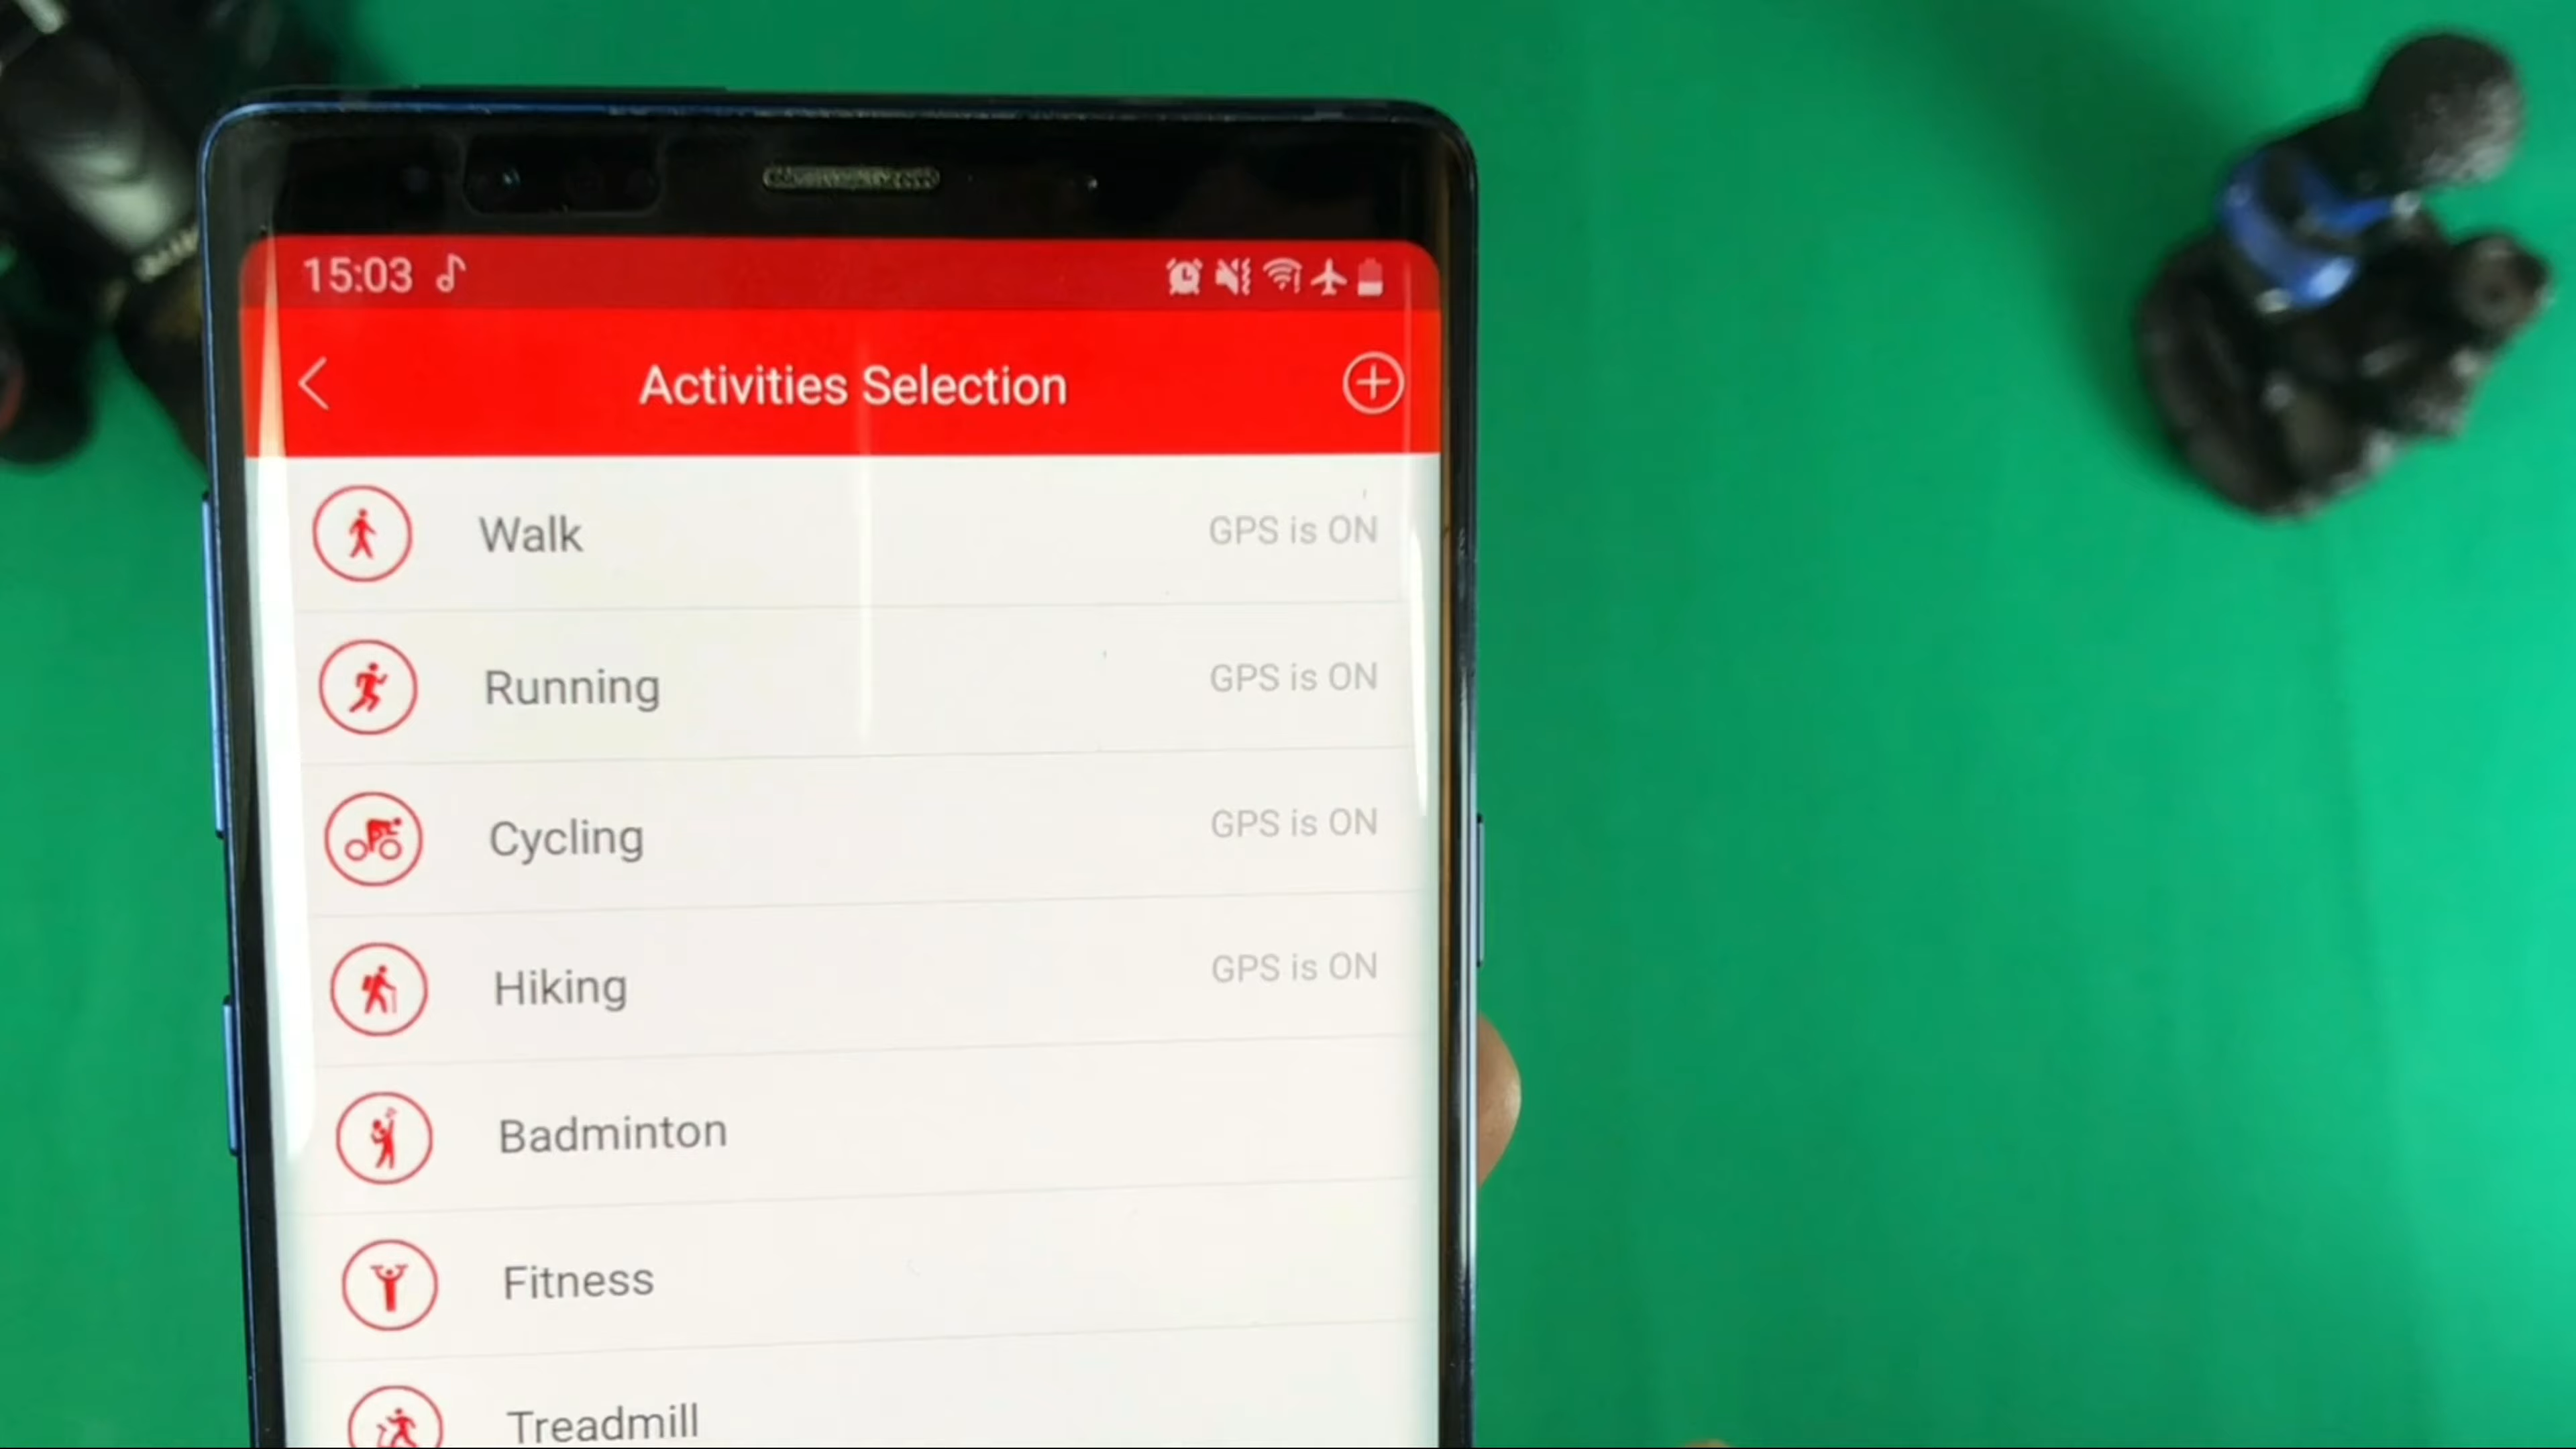 15:03
Activities Selection
Walk GPS is ON
Running GPS is ON
Cycling GPS is ON
Hiking GPS is ON
Badminton
Fitness
Treadmill